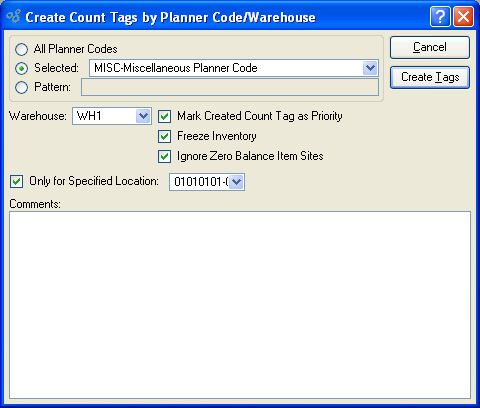 Create Count Tags by Planner Code/Warehouse
All Planner Codes
Cancel
Selected: MISC-Miscellaneous Planner Code
Create Tags
Pattern:
Warehouse: WH1 Mark Created Count Tag as Priority
Freeze Inventory
Ignore Zero Balance Item Sites
Only for Specified Location: 01010101-
Comments: